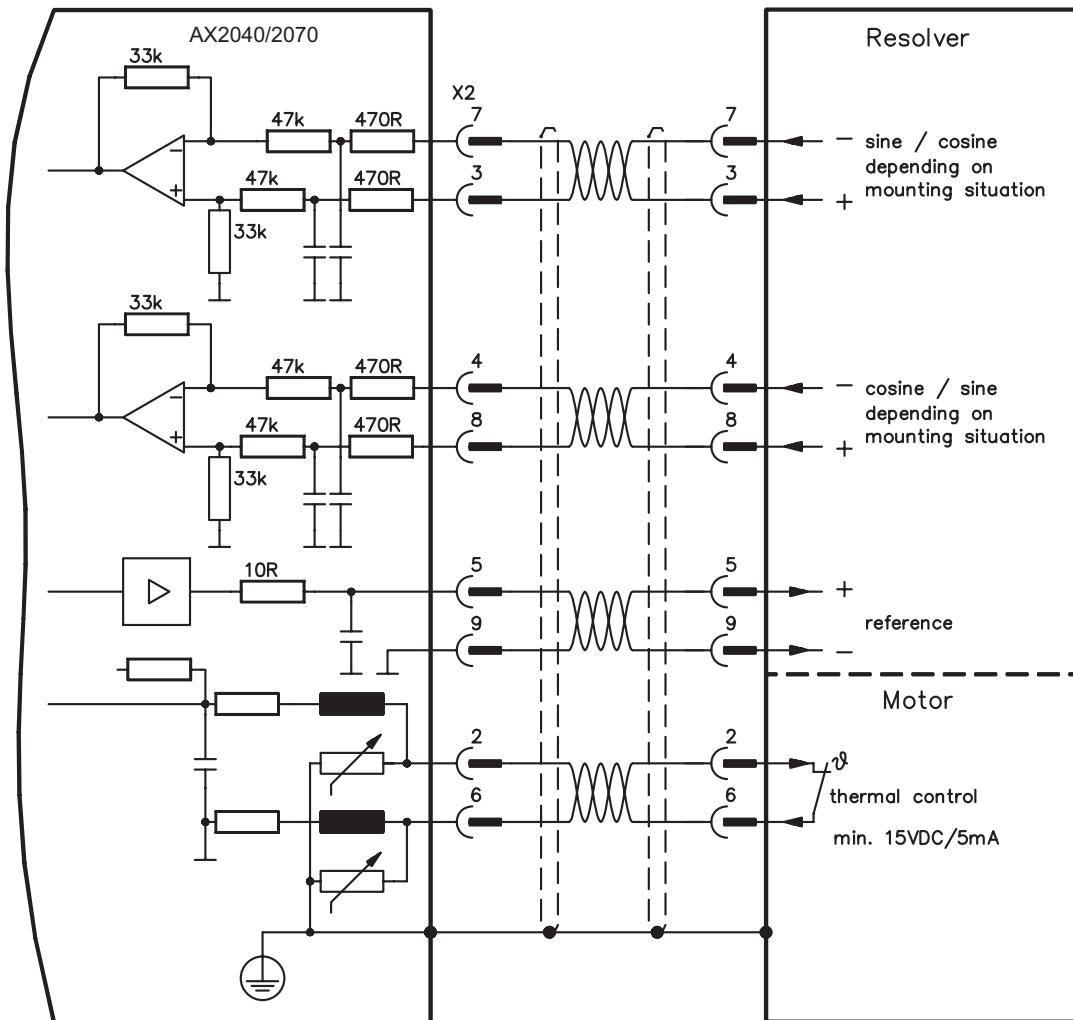 AX2040/2070
Resolver
33k
X2
47k
470R
7
7
− sine / cosine
depending on
mounting situation
+
−
+
47k
470R
3
3
33k
33k
47k
470R
4
4
− cosine / sine
depending on
mounting situation
+
−
+
47k
470R
8
8
33k
10R
5
5
+
reference
−
9
9
Motor
2
2
ϑ
thermal control
6
6
min. 15VDC/5mA